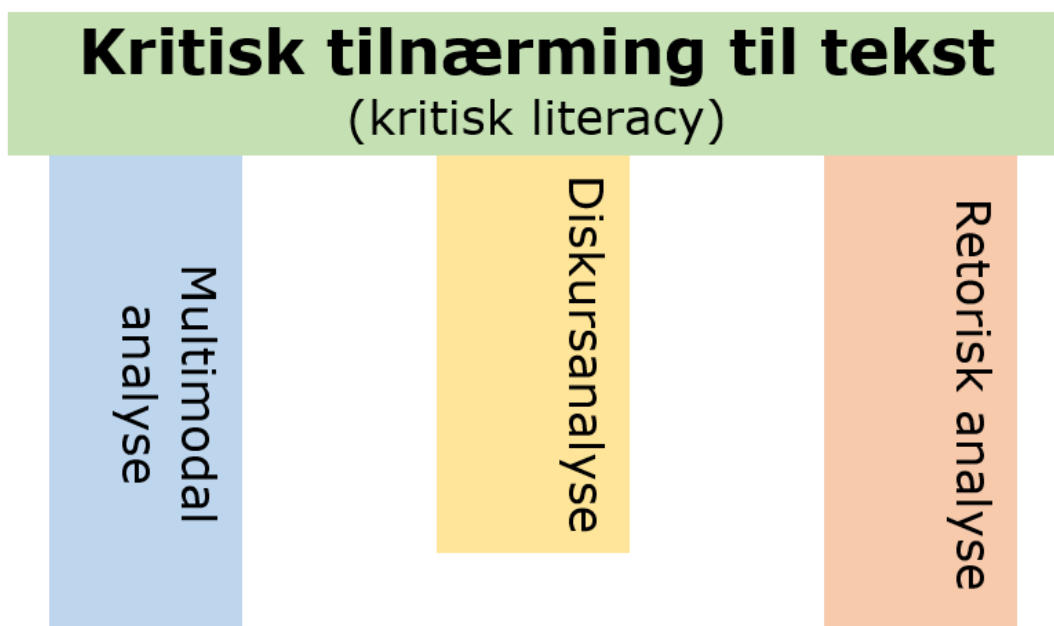 Kritisk tilnærming til tekst
(kritisk literacy)
Multimodal
analyse
Diskursanalyse
Retorisk analyse